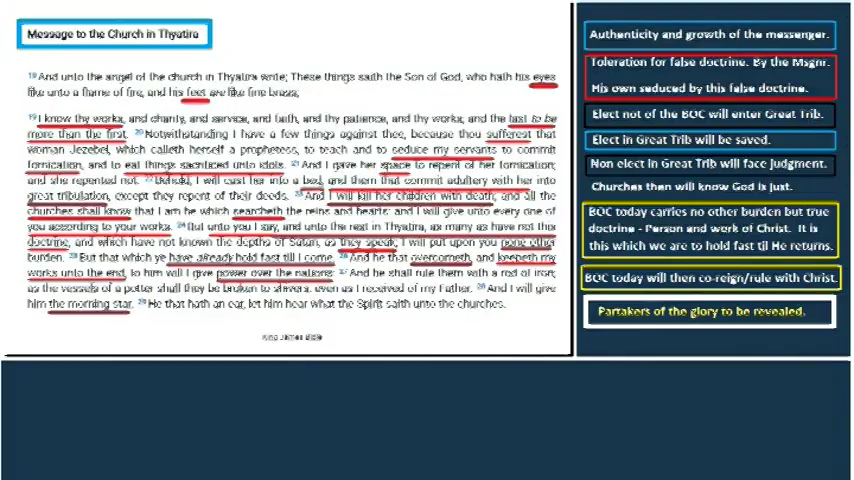 Message to the Church in Thyatira
18 And unto the angel of the church in Thyatira write; These things saith the Son of God, who hath his eyes
like unto a flame of fire, and his feet are like fine brass;
19 I know thy works, and charity, and service, and faith, and thy patience, and thy works; and the last to be
more than the first. 20 Notwithstanding I have a few things against thee, because thou sufferest that
woman Jezebel, which calleth herself a prophetess, to teach and to seduce my servants to commit
fornication, and to eat things sacrificed unto idols. 21 And I gave her space to repent of her fornication;
and she repented not. 22 Behold, I will cast her into a bed, and them that commit adultery with her into
great tribulation, except they repent of their deeds. 23 And I will kill her children with death; and all the
churches shall know that I am he which searcheth the reins and hearts: and I will give unto every one of
you according to your works. 24 But unto you I say, and unto the rest in Thyatira, as many as have not this
doctrine, and which have not known the depths of Satan, as they speak; I will put upon you none other
burden. 25 But that which ye have already hold fast till I come. 26 And he that overcometh, and keepeth my
works unto the end, to him will I give power over the nations: 27 And he shall rule them with a rod of iron;
as the vessels of a potter shall they be broken to shivers: even as I received of my Father. 28 And I will give
him the morning star. 29 He that hath an ear, let him hear what the Spirit saith unto the churches.
King James Bible
Authenticity and growth of the messenger.
Toleration for false doctrine. By the Msgnr.
His own seduced by this false doctrine.
Elect not of the BOC will enter Great Trib.
Elect in Great Trib will be saved.
Non elect in Great Trib will face judgment.
Churches then will know God is just.
BOC today carries no other burden but true
doctrine - Person and work of Christ. It is
this which we are to hold fast til He returns.
BOC today will then co-reign/rule with Christ.
Partakers of the glory to be revealed.